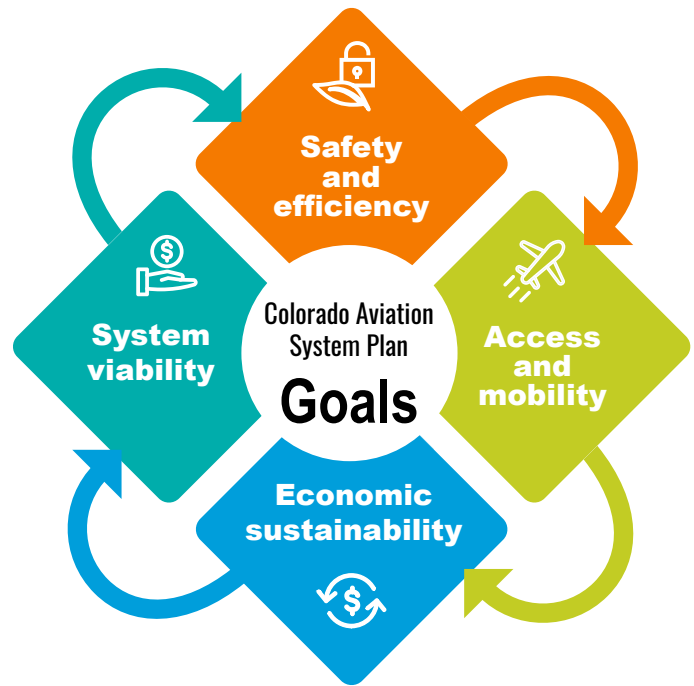 Safety
and
efficiency
System
viability
Colorado Aviation
System Plan
Goals
Access
and
mobility
Economic
sustainability